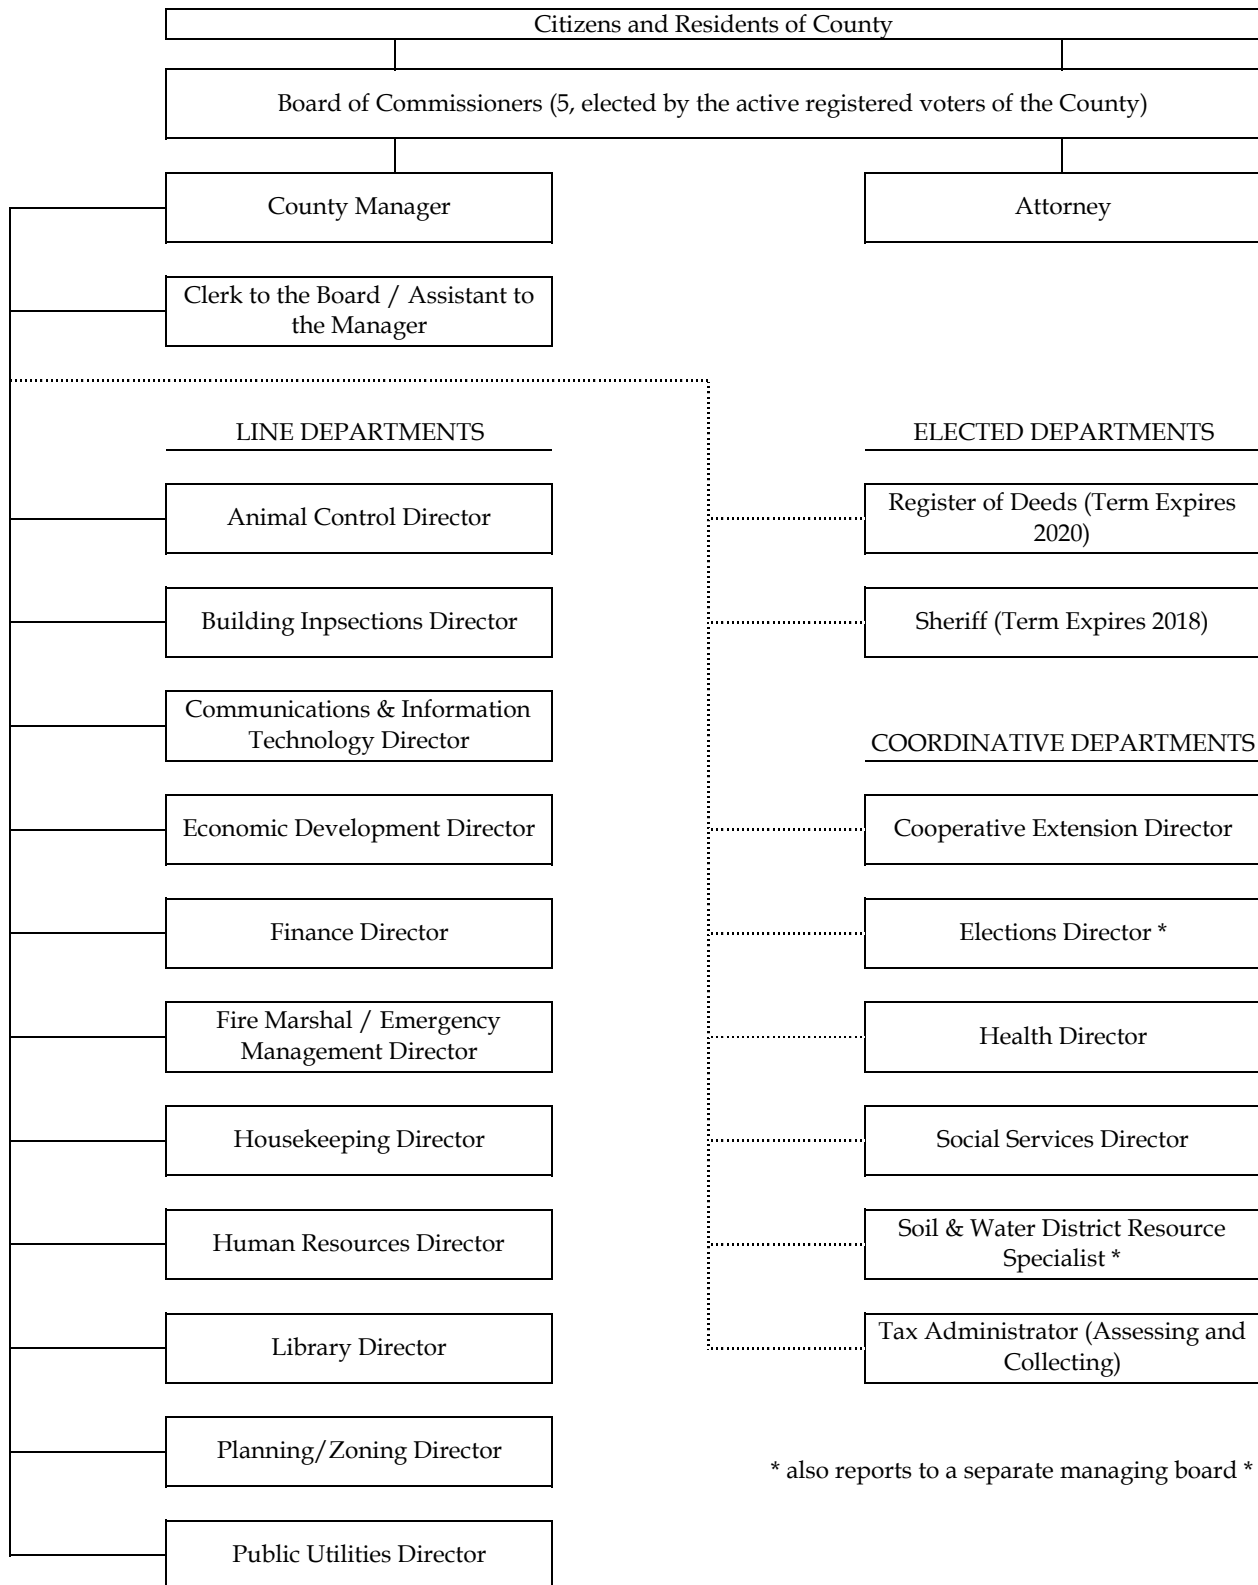 Citizens and Residents of County
Board of Commissioners (5, elected by the active registered voters of the County)
County Manager
Attorney
Clerk to the Board / Assistant to
the Manager
LINE DEPARTMENTS
ELECTED DEPARTMENTS
Animal Control Director
Register of Deeds (Term Expires
2020)
Building Inpsections Director
Sheriff (Term Expires 2018)
Communications & Information
Technology Director
COORDINATIVE DEPARTMENTS
Economic Development Director
Cooperative Extension Director
Finance Director
Elections Director *
Fire Marshal / Emergency
Management Director
Health Director
Housekeeping Director
Social Services Director
Human Resources Director
Soil & Water District Resource
Specialist *
Library Director
Tax Administrator (Assessing and
Collecting)
Planning/Zoning Director
* also reports to a separate managing board *
Public Utilities Director